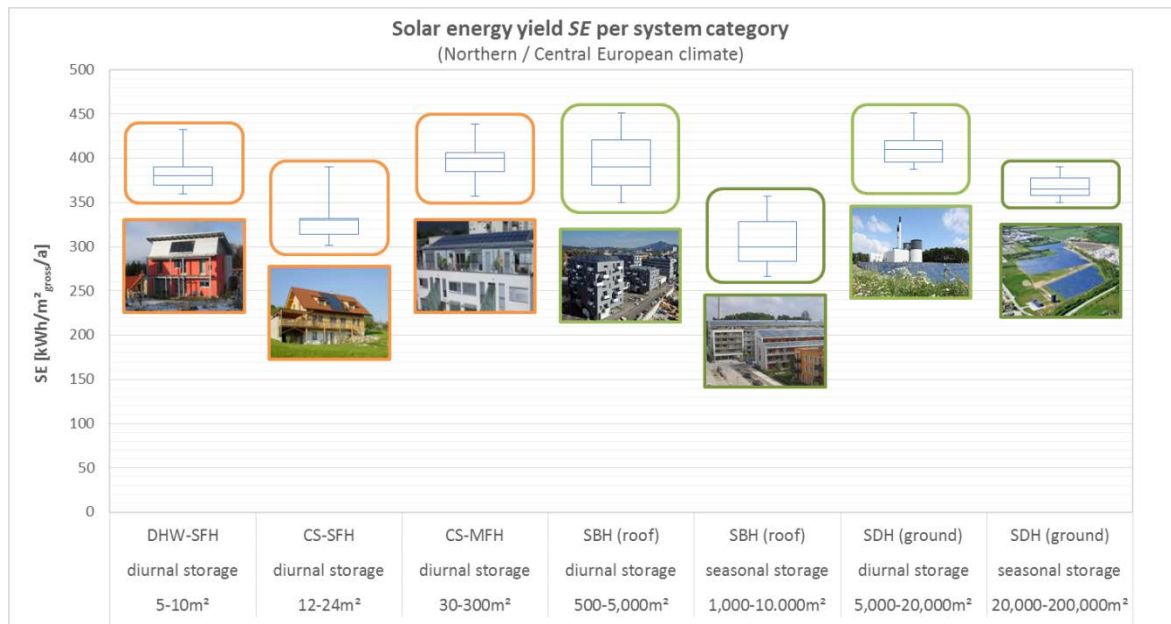 Solar energy yield SE per system category
(Northern / Central European climate)
SE [kWh/m²gross/a]
500
450
400
350
300
250
200
150
100
50
0
DHW-SFH
diurnal storage
5-10m²
CS-SFH
diurnal storage
12-24m²
CS-MFH
diurnal storage
30-300m²
SBH (roof)
diurnal storage
500-5,000m²
SBH (roof)
seasonal storage
1,000-10.000m²
SDH (ground)
diurnal storage
5,000-20,000m²
SDH (ground)
seasonal storage
20,000-200,000m²